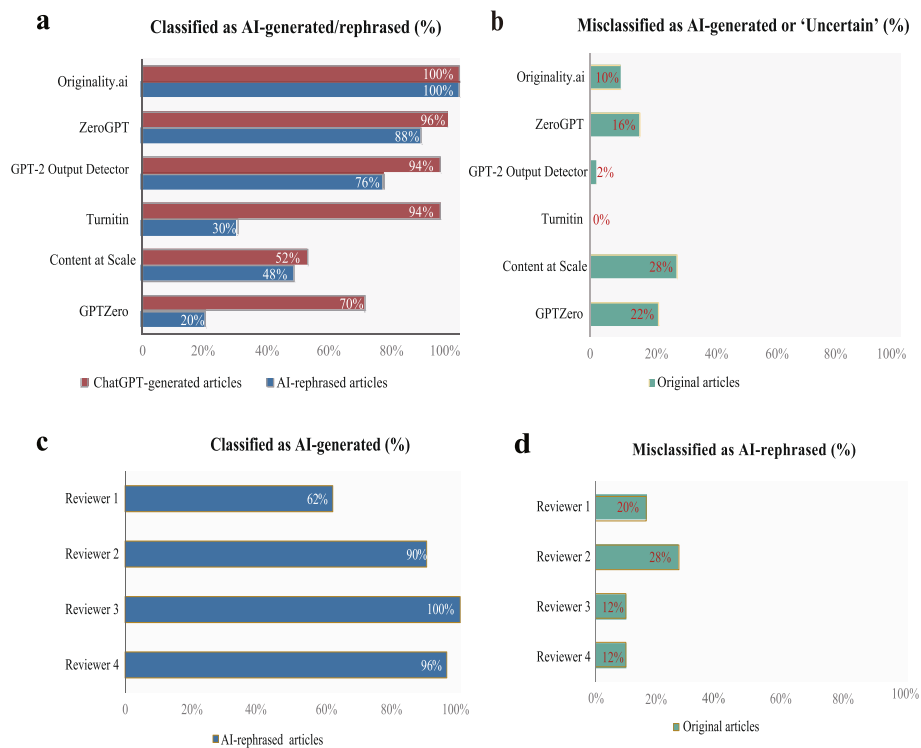 a
Classified as AI-generated/rephrased (%)
Originality.ai
100%
100%
ZeroGPT
96%
88%
GPT-2 Output Detector
94%
76%
Turnitin
94%
30%
Content at Scale
52%
48%
GPTZero
70%
20%
0 20% 40% 60% 80% 100%
ChatGPT-generated articles AI-rephrased articles
b
Misclassified as AI-generated or ‘Uncertain’ (%)
Originality.ai 10%
ZeroGPT 16%
GPT-2 Output Detector 2%
Turnitin 0%
Content at Scale 28%
GPTZero 22%
0 20% 40% 60% 80% 100%
Original articles
c
Classified as AI-generated (%)
Reviewer 1 62%
Reviewer 2 90%
Reviewer 3 100%
Reviewer 4 96%
0 20% 40% 60% 80% 100%
AI-rephrased articles
d
Misclassified as AI-rephrased (%)
Reviewer 1 20%
Reviewer 2 28%
Reviewer 3 12%
Reviewer 4 12%
0% 20% 40% 60% 80% 100%
Original articles